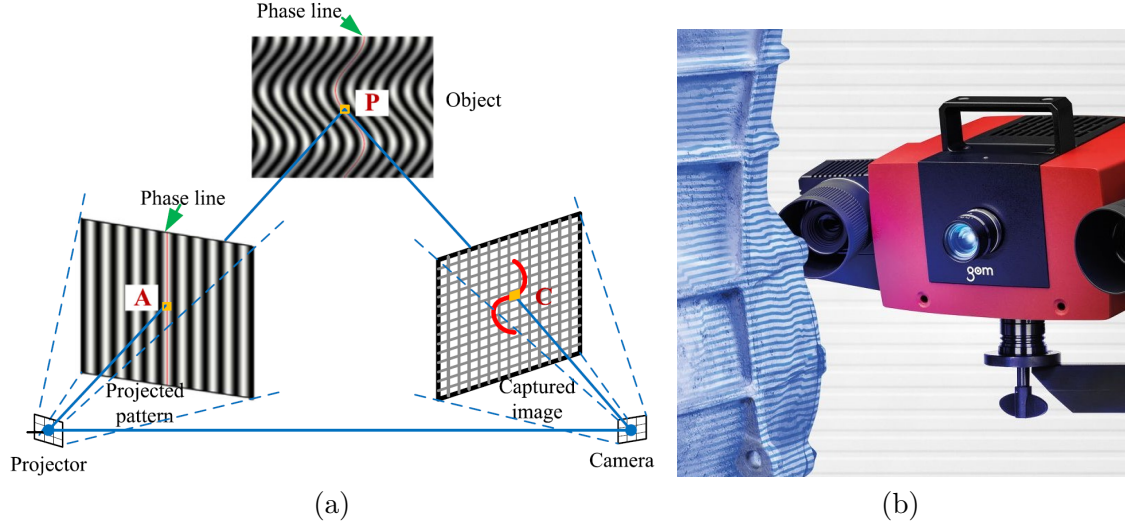 Phase line
P
Object
Phase line
A
C
Projected
pattern
Captured
image
Projector
Camera
gom
(a)
(b)